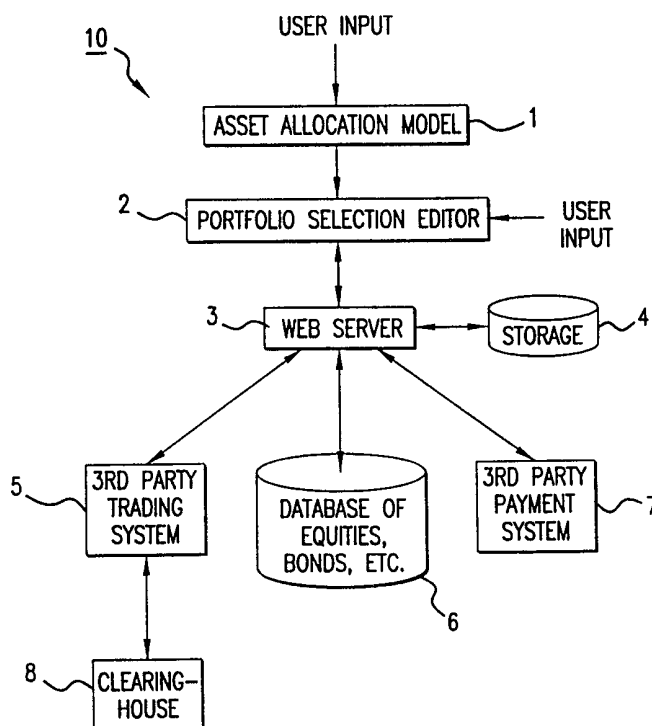 USER INPUT
10
ASSET ALLOCATION MODEL
1
2
PORTFOLIO SELECTION EDITOR
USER
INPUT
3
WEB SERVER
STORAGE
4
5
3RD PARTY
TRADING
SYSTEM
DATABASE OF
EQUITIES,
BONDS, ETC.
6
3RD PARTY
PAYMENT
SYSTEM
7
8
CLEARING-
HOUSE